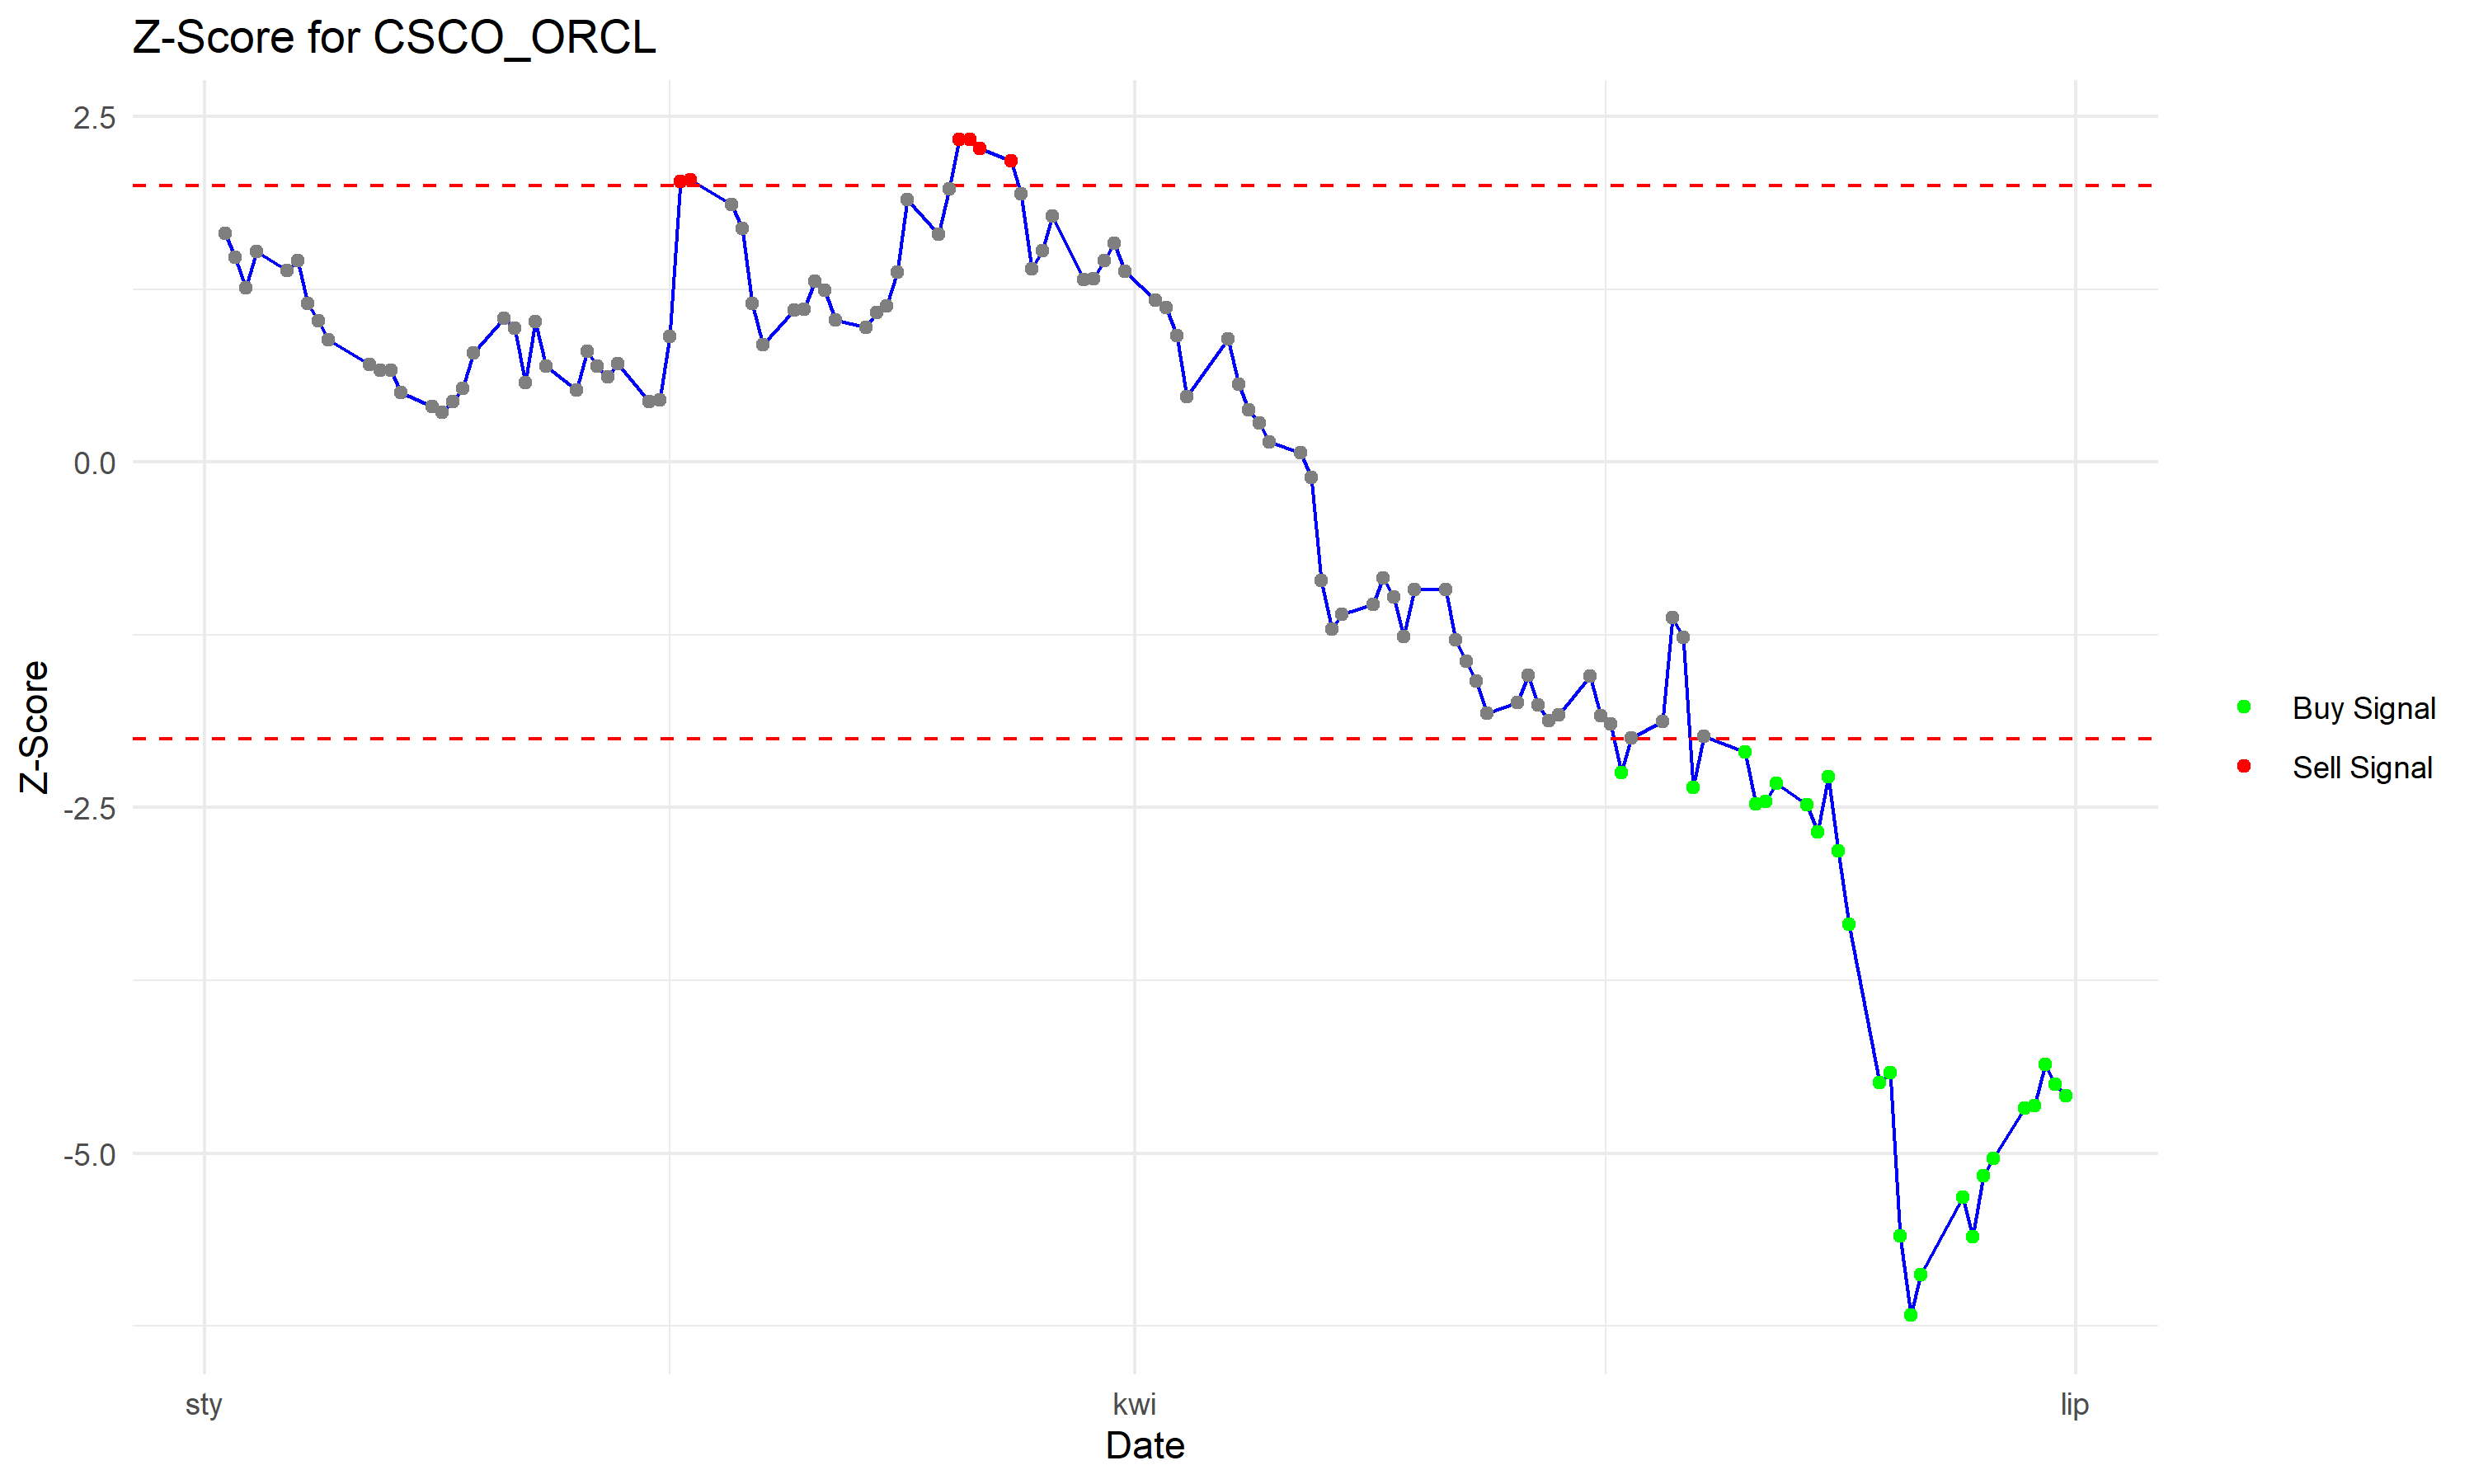 Z-Score for CSCO_ORCL
2.5
0.0
-2.5
-5.0
Z-Score
sty
kwi
lip
Date
Buy Signal
Sell Signal